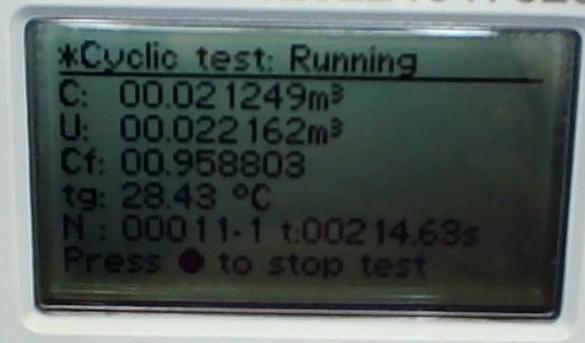 *Cyclic test: Running
C: 00.021249m³
U: 00.022162m³
Cf: 00.958803
tg: 28.43 °C
N : 00011-1 t:00214.63s
Press ● to stop test